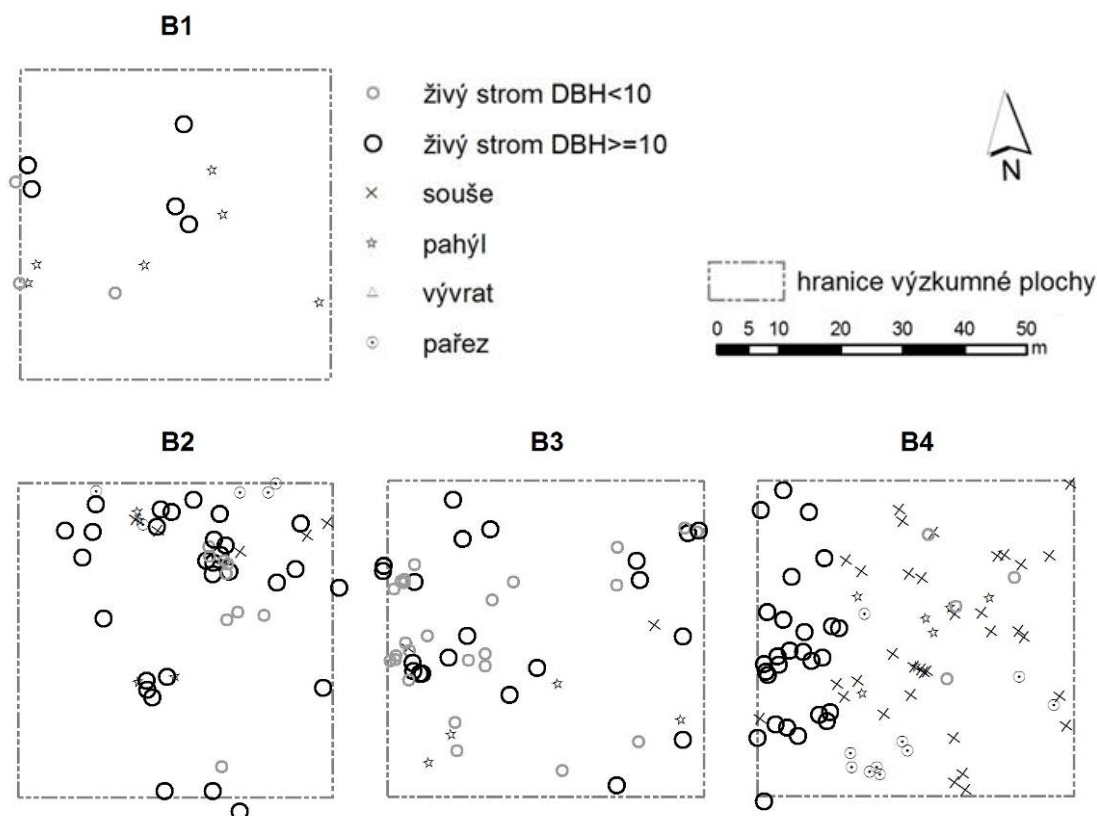 B1
živý strom DBH<10
živý strom DBH>=10
souše
pahýl
vývrat
pařez
N
hranice výzkumné plochy
0 5 10 20 30 40 50
m
B2
B3
B4